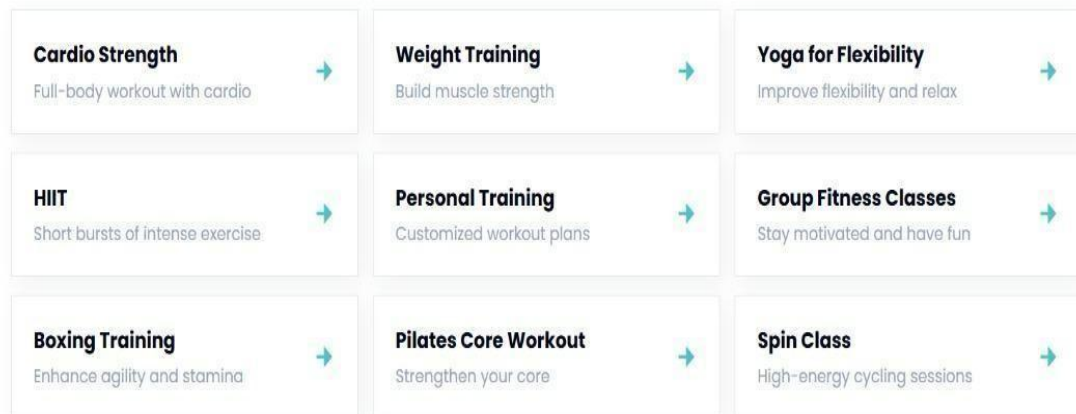 Cardio Strength
Full-body workout with cardio
Weight Training
Build muscle strength
Yoga for Flexibility
Improve flexibility and relax
HIIT
Short bursts of intense exercise
Personal Training
Customized workout plans
Group Fitness Classes
Stay motivated and have fun
Boxing Training
Enhance agility and stamina
Pilates Core Workout
Strengthen your core
Spin Class
High-energy cycling sessions